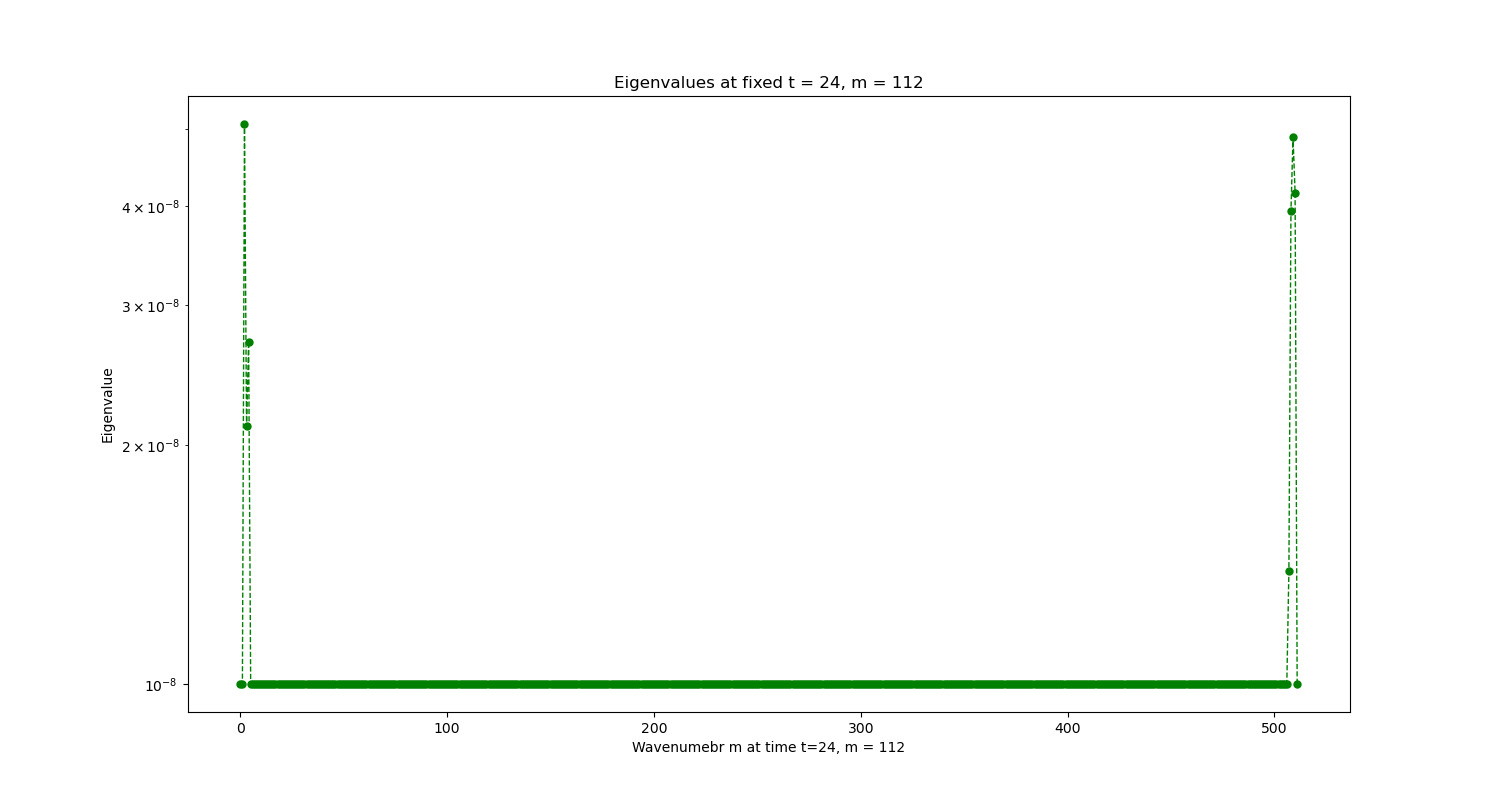 Eigenvalues at fixed t = 24, m = 112
4 × 10⁻⁸
3 × 10⁻⁸
Eigenvalue
2 × 10⁻⁸
10⁻⁸
0 100 200 300 400 500
Wavenumebr m at time t=24, m = 112